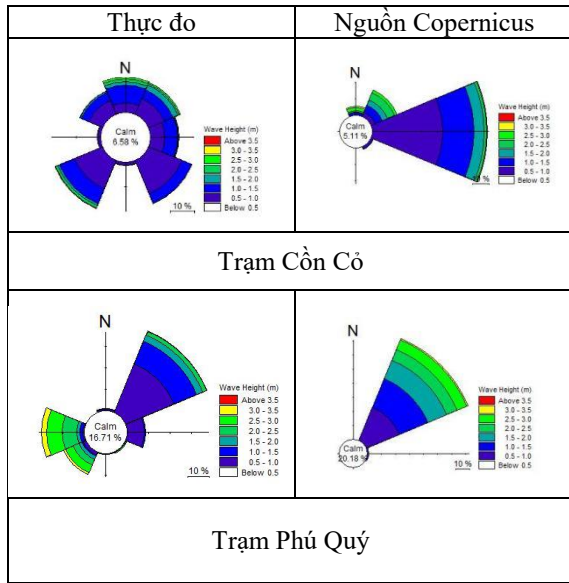 Thực đo
Nguồn Copernicus
N
Calm
6.58 %
Wave Height (m)
Above 3.5
3.0 - 3.5
2.5 - 3.0
2.0 - 2.5
1.5 - 2.0
1.0 - 1.5
0.5 - 1.0
Below 0.5
10 %
N
Calm
5.11 %
Wave Height (m)
Above 3.5
3.0 - 3.5
2.5 - 3.0
2.0 - 2.5
1.5 - 2.0
1.0 - 1.5
0.5 - 1.0
Below 0.5
Trạm Cồn Cỏ
N
Calm
16.71 %
Wave Height (m)
Above 3.5
3.0 - 3.5
2.5 - 3.0
2.0 - 2.5
1.5 - 2.0
1.0 - 1.5
0.5 - 1.0
Below 0.5
10 %
N
Calm
20.18 %
Wave Height (m)
Above 3.5
3.0 - 3.5
2.5 - 3.0
2.0 - 2.5
1.5 - 2.0
1.0 - 1.5
0.5 - 1.0
Below 0.5
10 %
Trạm Phú Quý